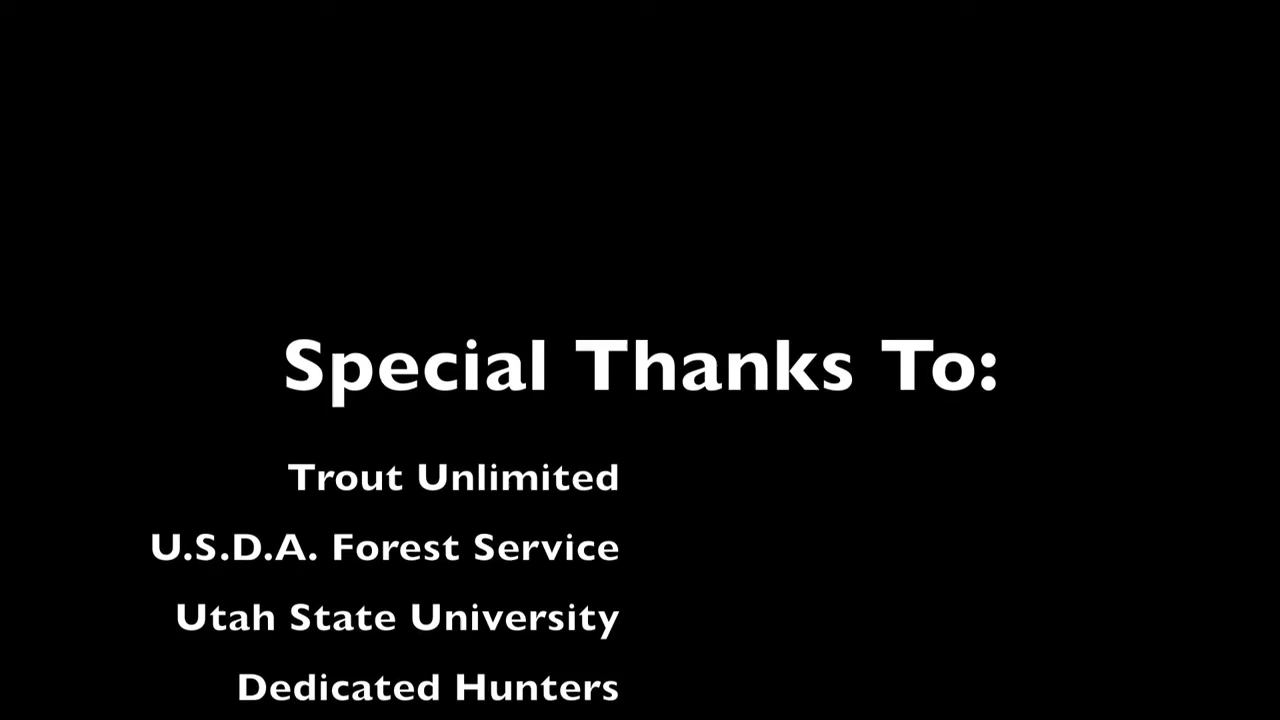 Special Thanks To:
Trout Unlimited
U.S.D.A. Forest Service
Utah State University
Dedicated Hunters